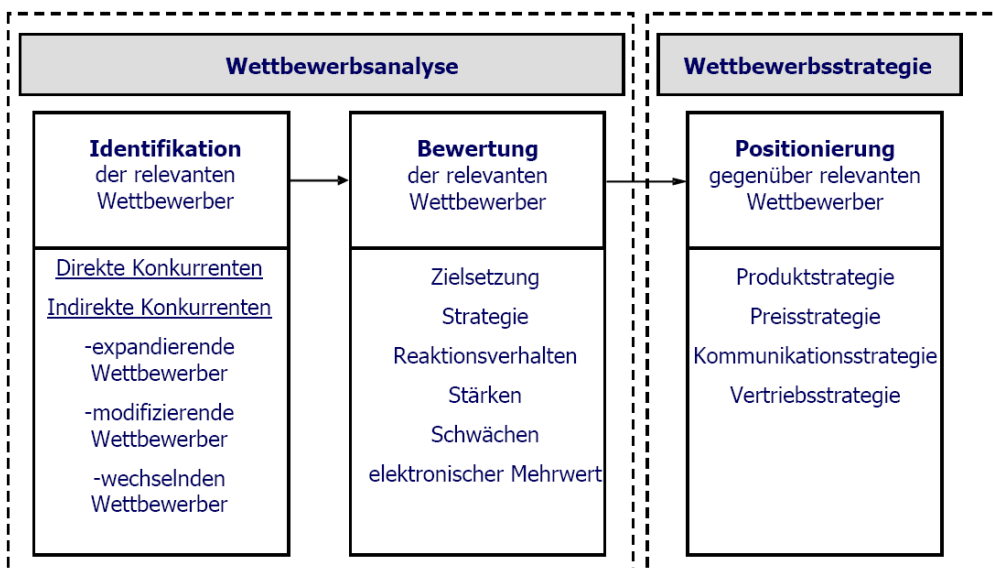 Wettbewerbsanalyse
Wettbewerbsstrategie
Identifikation
der relevanten
Wettbewerber
Bewertung
der relevanten
Wettbewerber
Positionierung
gegenüber relevanten
Wettbewerber
Direkte Konkurrenten
Indirekte Konkurrenten
-expandierende
Wettbewerber
-modifizierende
Wettbewerber
-wechselnden
Wettbewerber
Zielsetzung
Strategie
Reaktionsverhalten
Stärken
Schwächen
elektronischer Mehrwert
Produktstrategie
Preisstrategie
Kommunikationsstrategie
Vertriebsstrategie